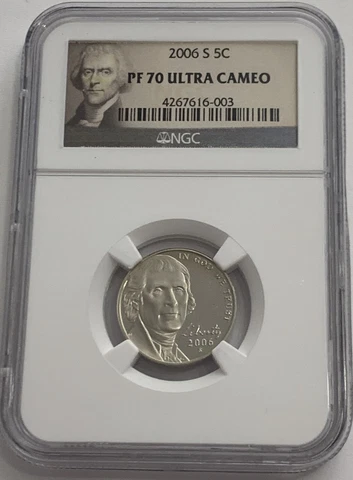 2006 S 5C
PF 70 ULTRA CAMEO
4267616-003
NGC
IN GOD WE TRUST
Liberty
2006
S